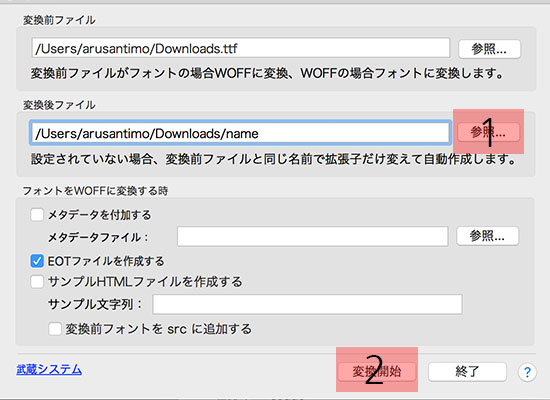 変換前ファイル
/Users/arusantimo/Downloads.ttf
参照...
変換前ファイルがフォントの場合WOFFに変換、WOFFの場合フォントに変換します。
変換後ファイル
/Users/arusantimo/Downloads/name
参照...
1
設定されていない場合、変換前ファイルと同じ名前で拡張子だけ変えて自動作成します。
フォントをWOFFに変換する時
メタデータを付加する
メタデータファイル：
参照...
EOTファイルを作成する
サンプルHTMLファイルを作成する
サンプル文字列：
変換前フォントを src に追加する
武蔵システム
変換開始
2
終了
?